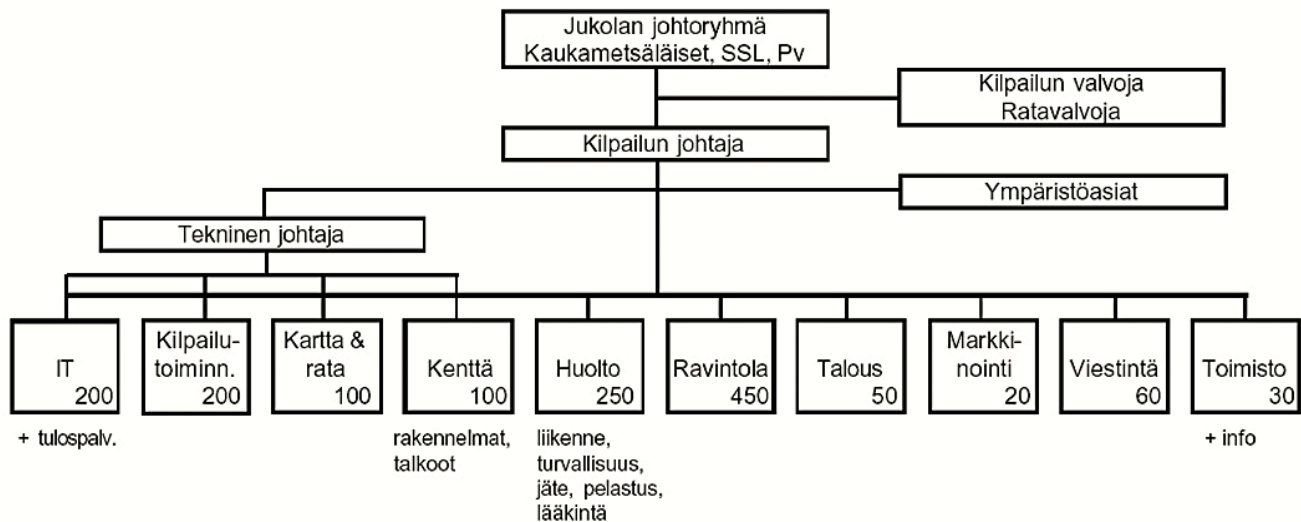 Jukolan johtoryhmä
Kaukametsäläiset, SSL, Pv
Kilpailun valvoja
Ratavalvoja
Kilpailun johtaja
Ympäristöasiat
Tekninen johtaja
IT
200
+ tulospalv.
Kilpailu-
toiminn.
200
Kartta &
rata
100
Kenttä
100
rakennelmat,
talkoot
Huolto
250
liikenne,
turvallisuus,
jäte, pelastus,
lääkintä
Ravintola
450
Talous
50
Markki-
nointi
20
Viestintä
60
Toimisto
30
+ info